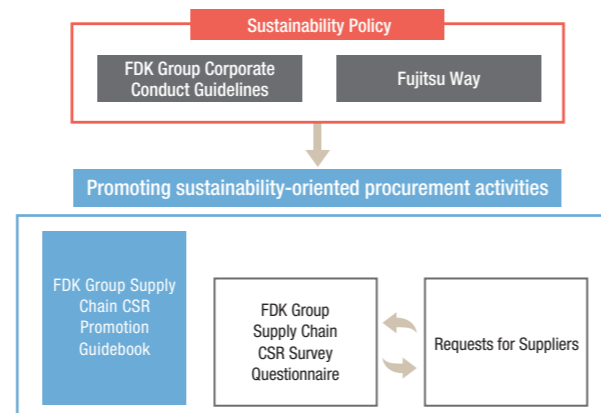 Sustainability Policy
FDK Group Corporate
Conduct Guidelines
Fujitsu Way
Promoting sustainability-oriented procurement activities
FDK Group Supply
Chain CSR
Promotion
Guidebook
FDK Group
Supply Chain
CSR Survey
Questionnaire
Requests for Suppliers